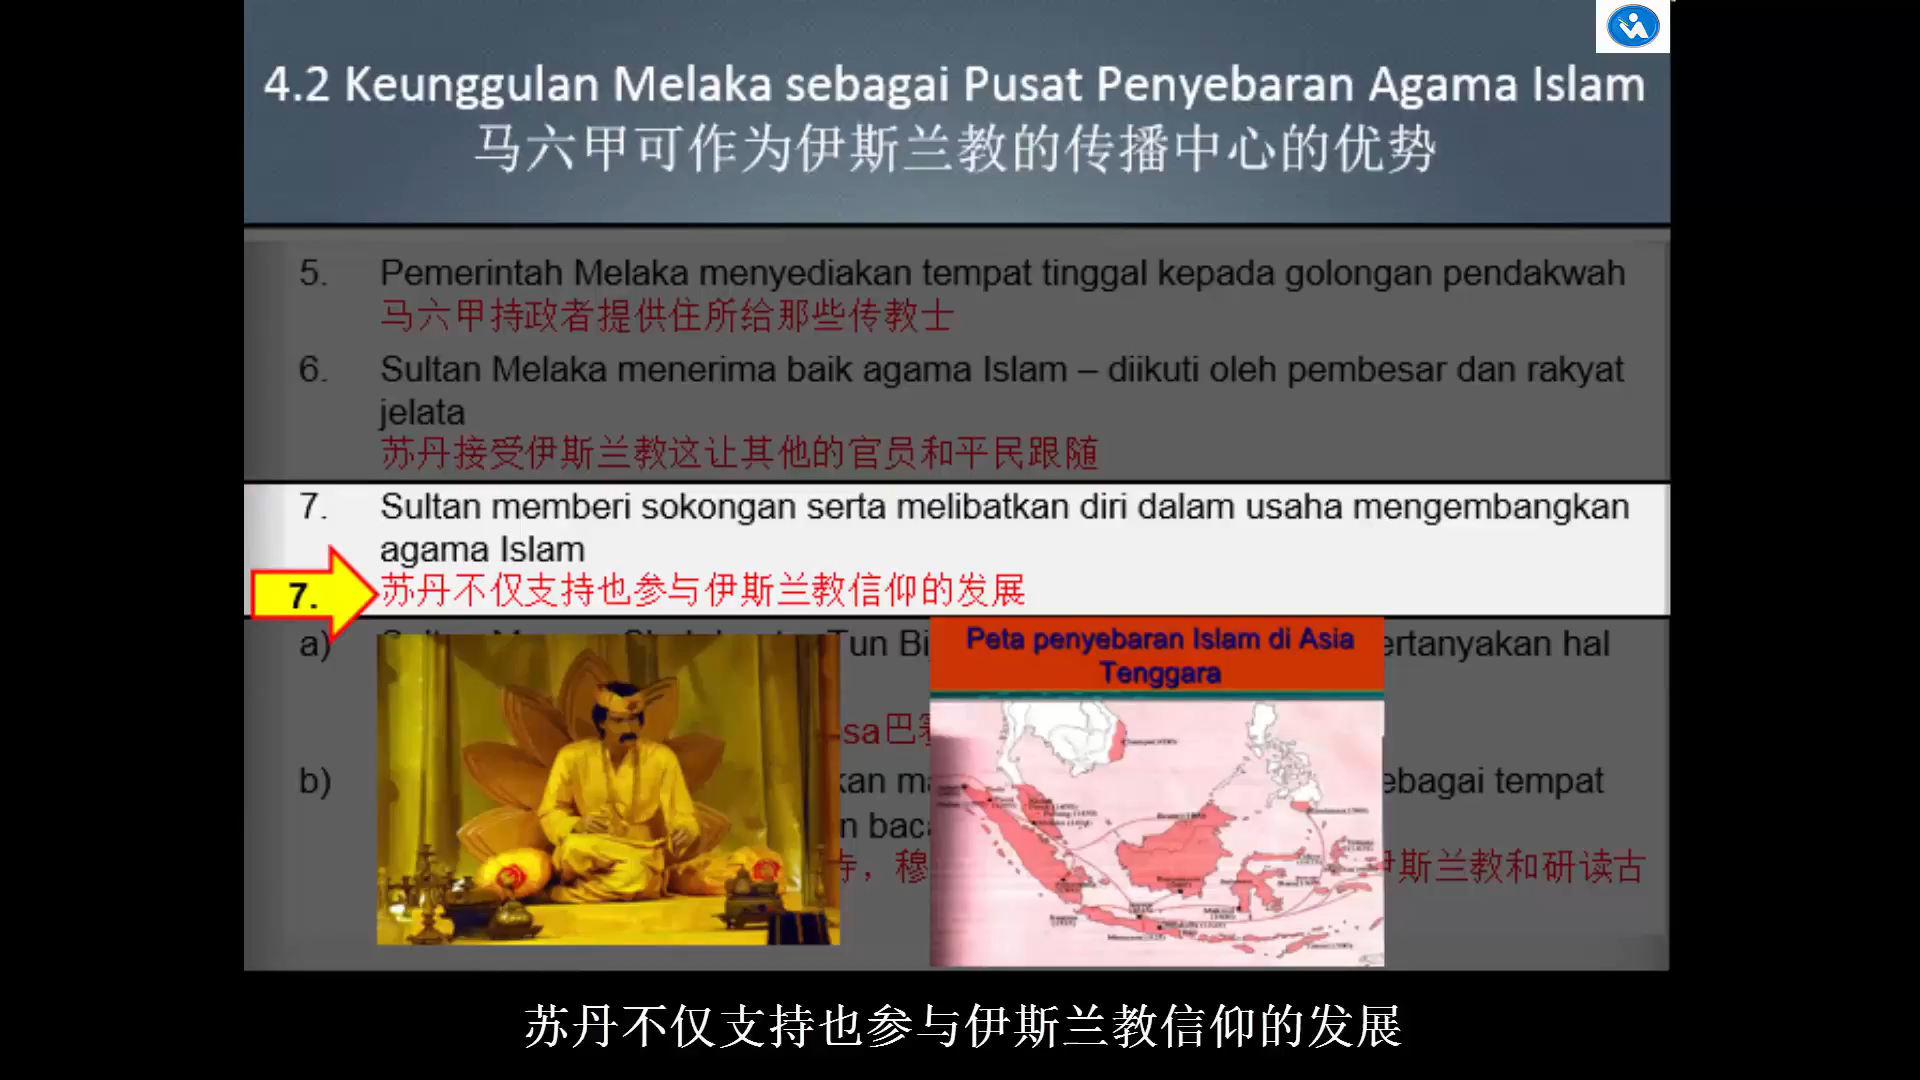 4.2 Keunggulan Melaka sebagai Pusat Penyebaran Agama Islam
马六甲可作为伊斯兰教的传播中心的优势
5. Pemerintah Melaka menyediakan tempat tinggal kepada golongan pendakwah
马六甲持政者提供住所给那些传教士
6. Sultan Melaka menerima baik agama Islam – diikuti oleh pembesar dan rakyat
jelata
苏丹接受伊斯兰教这让其他的官员和平民跟随
7. Sultan memberi sokongan serta melibatkan diri dalam usaha mengembangkan
agama Islam
7. 苏丹不仅支持也参与伊斯兰教信仰的发展
a) Tun ertanyakan hal
b) sebagai tempat
伊斯兰教和研读古
Peta penyebaran Islam di Asia
Tenggara
苏丹不仅支持也参与伊斯兰教信仰的发展